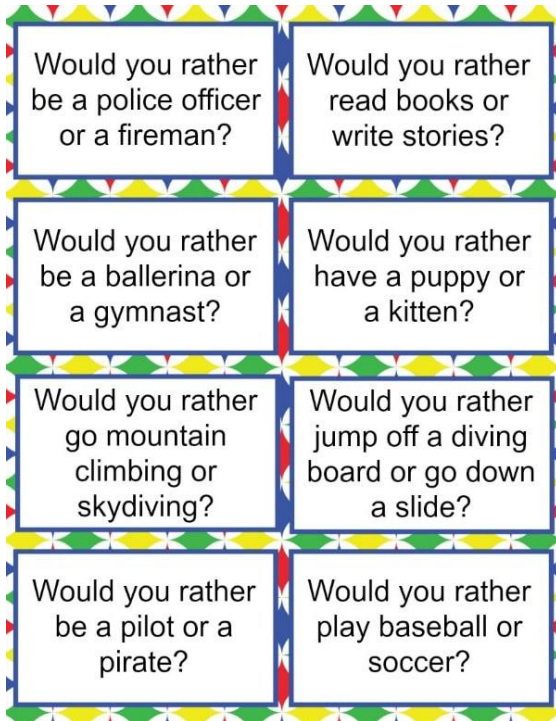 Would you rather
be a police officer
or a fireman?
Would you rather
read books or
write stories?
Would you rather
be a ballerina or
a gymnast?
Would you rather
have a puppy or
a kitten?
Would you rather
go mountain
climbing or
skydiving?
Would you rather
jump off a diving
board or go down
a slide?
Would you rather
be a pilot or a
pirate?
Would you rather
play baseball or
soccer?